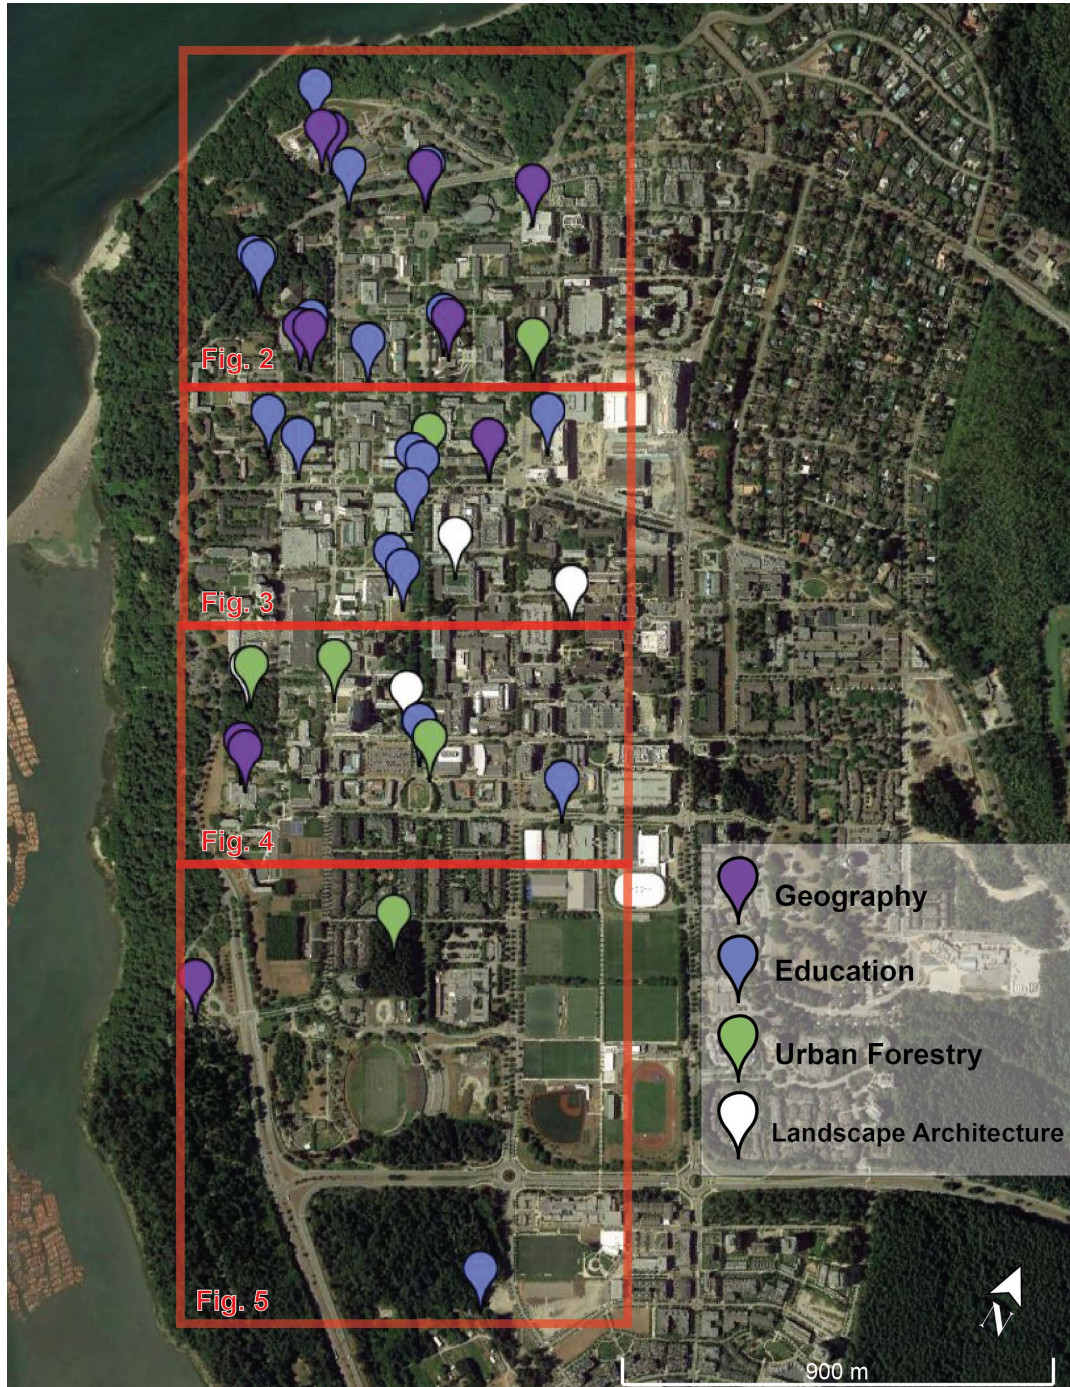 Fig. 2
Fig. 3
Fig. 4
Geography
Education
Urban Forestry
Landscape Architecture
Fig. 5
N
900 m